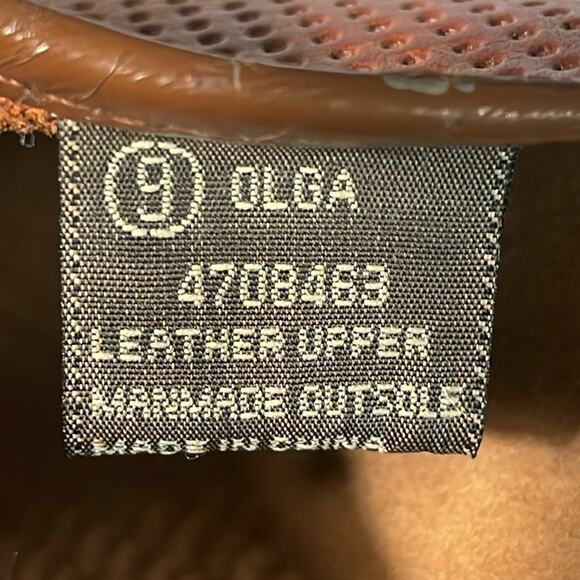 9 OLGA
4708469
LEATHER UPPER
MANMADE OUTSOLE
MADE IN CHINA